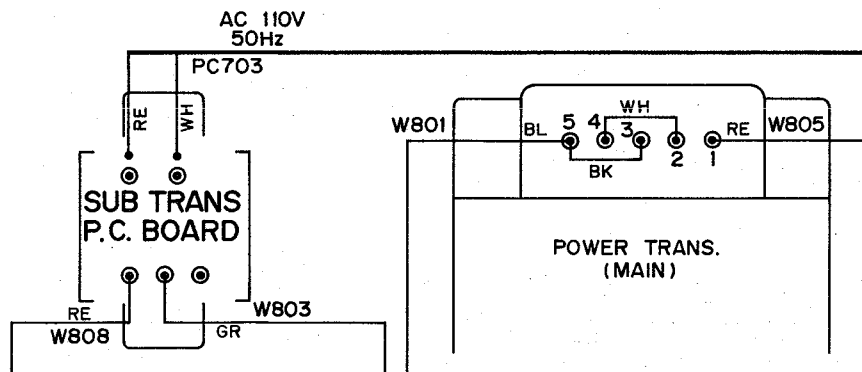 AC 110V
50Hz
PC703
RE
WH
SUB TRANS
P.C. BOARD
RE
W808
GR
W803
W801
BL
5
4
3
WH
2
1
RE
W805
BK
POWER TRANS.
(MAIN)